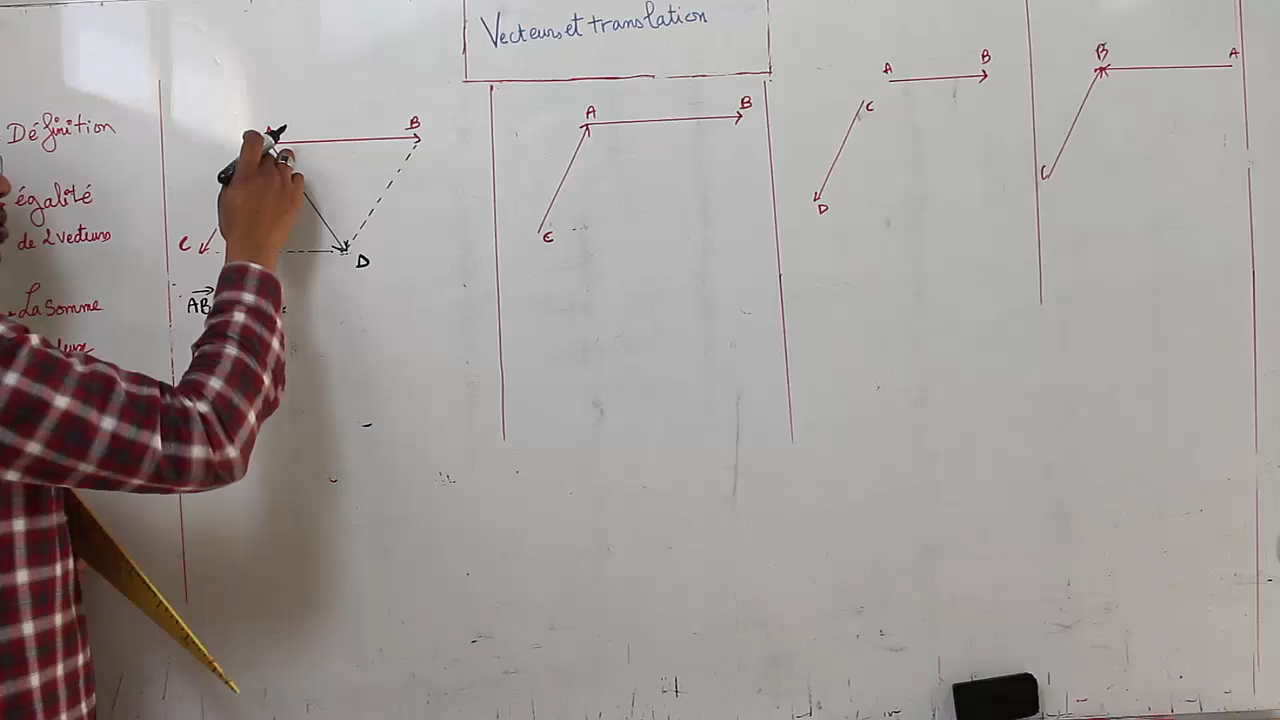 Vecteurs et translation
Définition
égalité
de 2 vecteurs
- La somme
B
C
D
AB
A
B
C
A
B
C
D
B
A
C